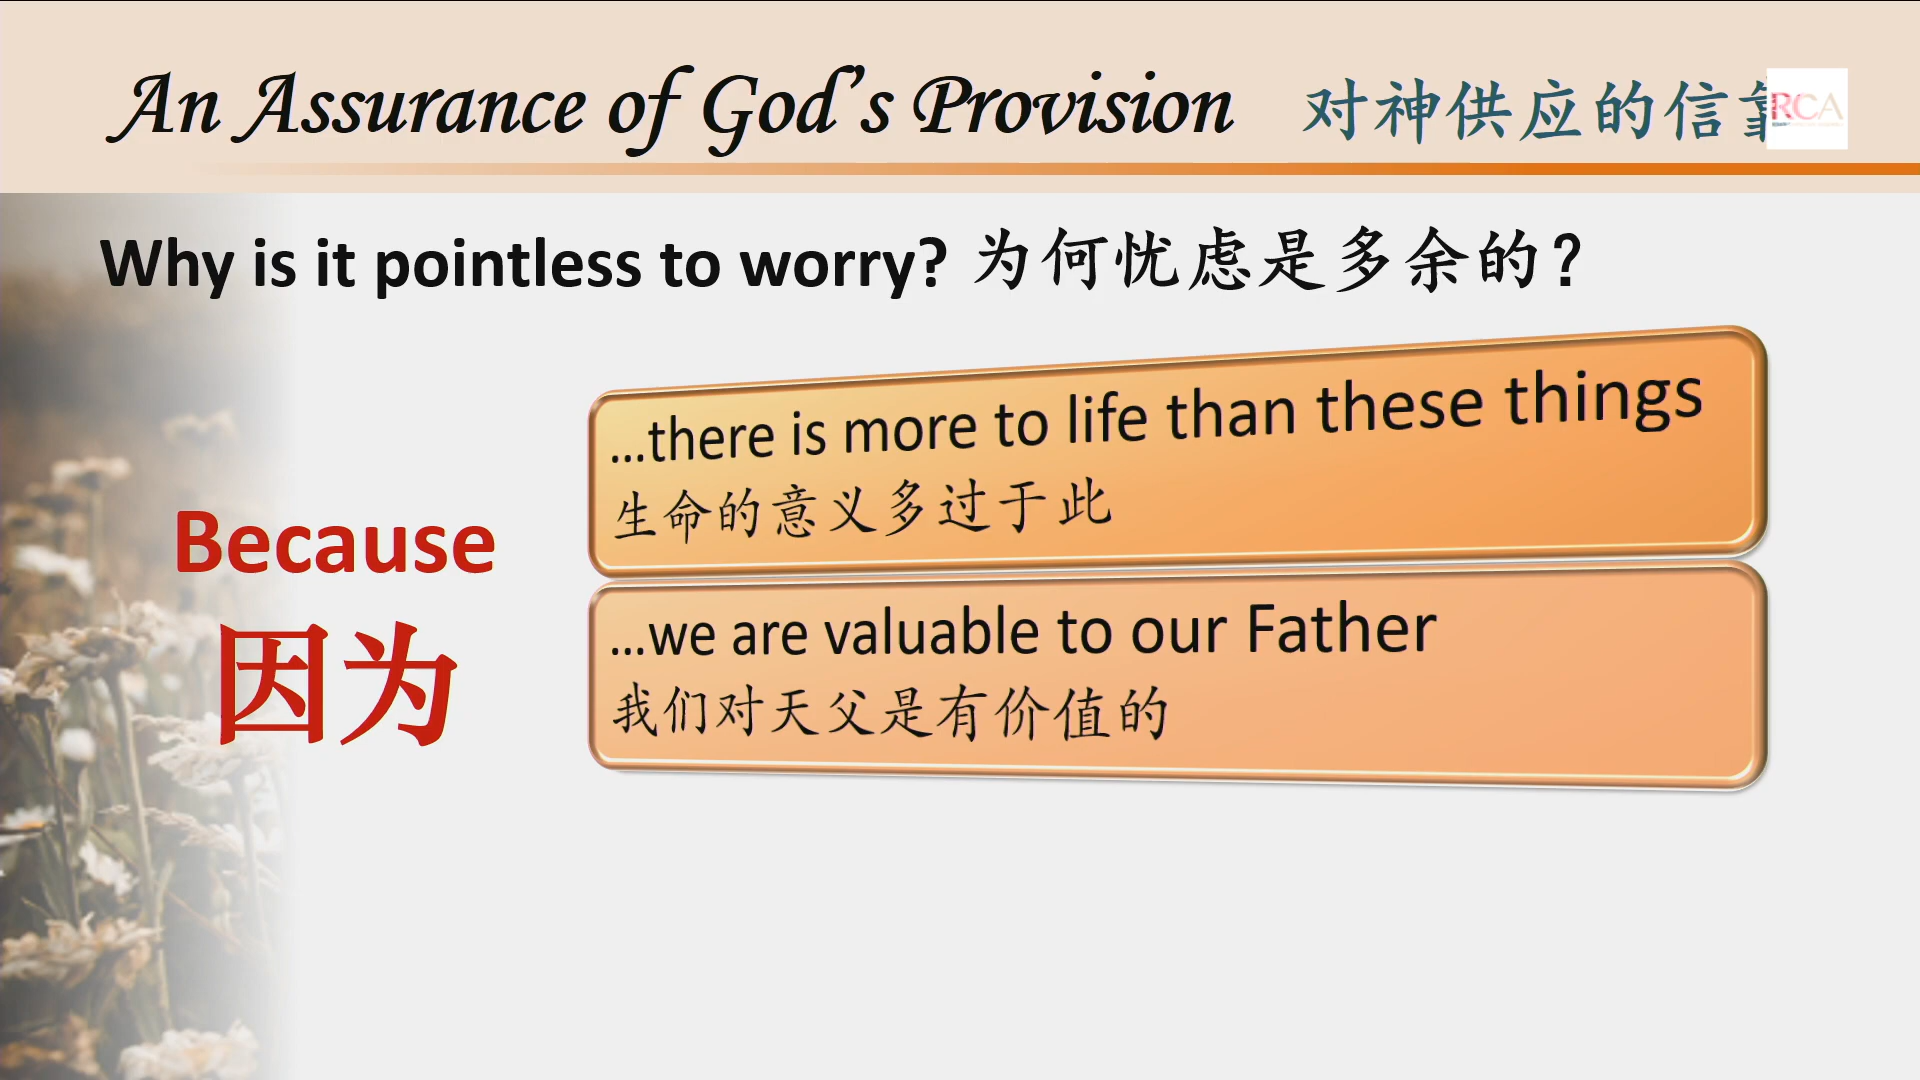 An Assurance of God's Provision 对神供应的信
RCA
Why is it pointless to worry? 为何忧虑是多余的？
...there is more to life than these things
生命的意义多过于此
Because
因为
...we are valuable to our Father
我们对天父是有价值的